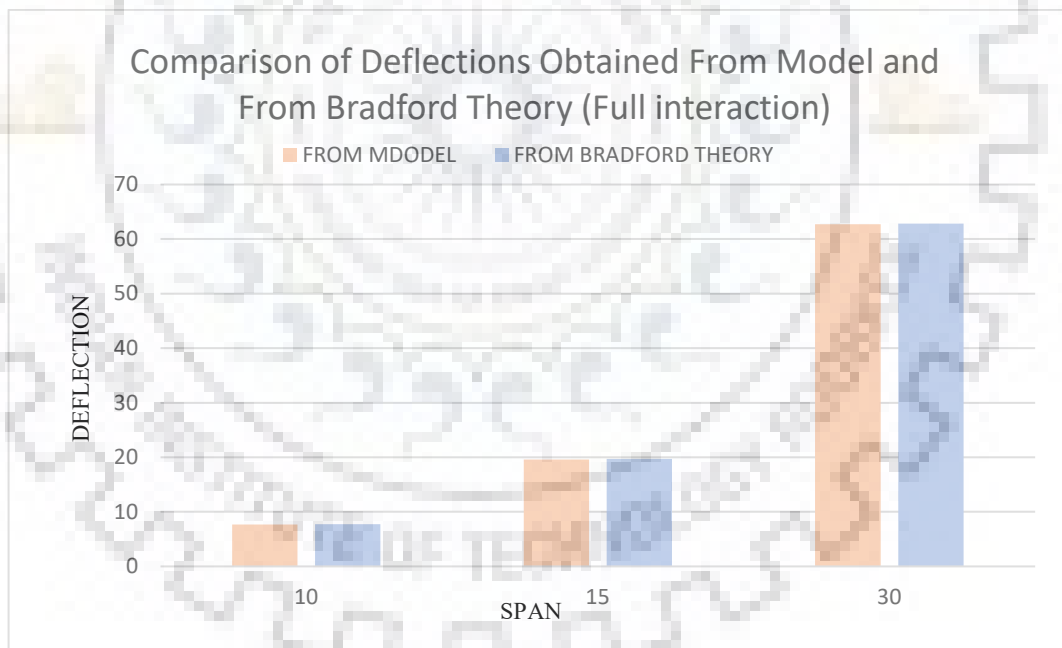 Comparison of Deflections Obtained From Model and
From Bradford Theory (Full interaction)
FROM MDODEL FROM BRADFORD THEORY
70
60
50
40
30
20
10
0
DEFLECTION
10 15 30
SPAN